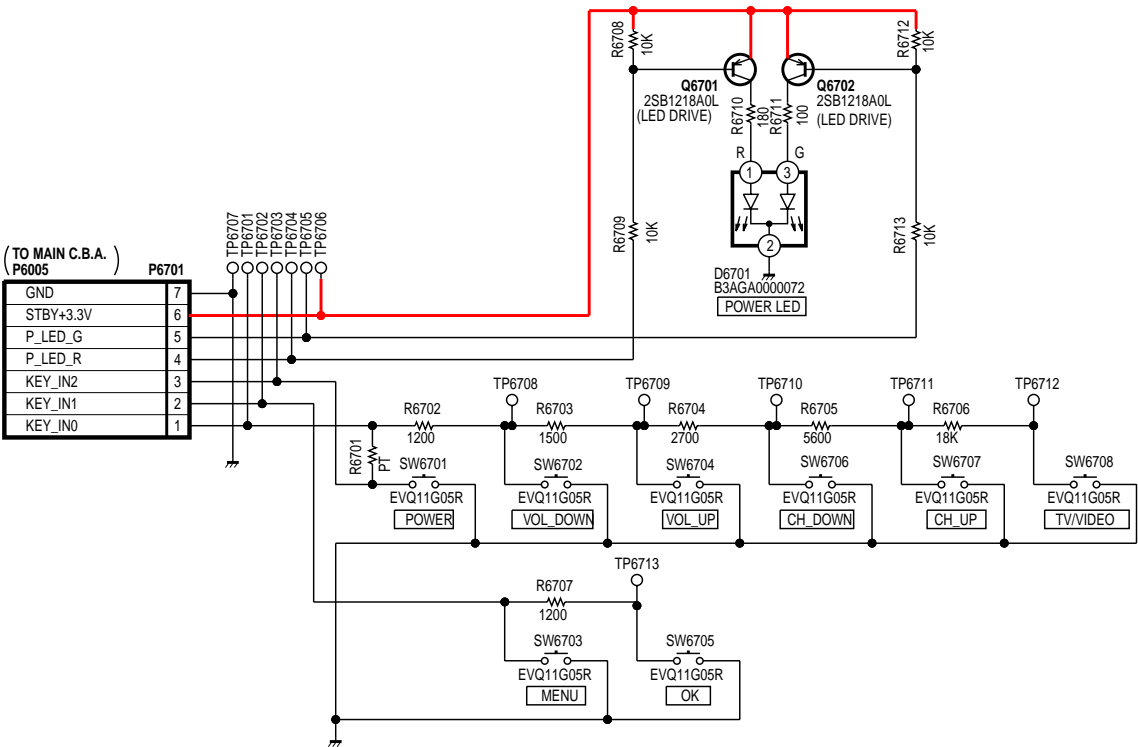 R6708
10K
R6712
10K
Q6701
2SB1218A0L
(LED DRIVE)
Q6702
2SB1218A0L
(LED DRIVE)
R6710
180
R6711
100
R
G
1
3
2
R6709
10K
R6713
10K
D6701
B3AGA0000072
POWER LED
TP6707
TP6701
TP6702
TP6703
TP6704
TP6705
TP6706
(TO MAIN C.B.A.)
P6005
P6701
GND 7
STBY+3.3V 6
P_LED_G 5
P_LED_R 4
KEY_IN2 3
KEY_IN1 2
KEY_IN0 1
TP6708
TP6709
TP6710
TP6711
TP6712
R6702
1200
R6703
1500
R6704
2700
R6705
5600
R6706
18K
R6701
PT
SW6701
EVQ11G05R
POWER
SW6702
EVQ11G05R
VOL_DOWN
SW6704
EVQ11G05R
VOL_UP
SW6706
EVQ11G05R
CH_DOWN
SW6707
EVQ11G05R
CH_UP
SW6708
EVQ11G05R
TV/VIDEO
TP6713
R6707
1200
SW6703
EVQ11G05R
MENU
SW6705
EVQ11G05R
OK